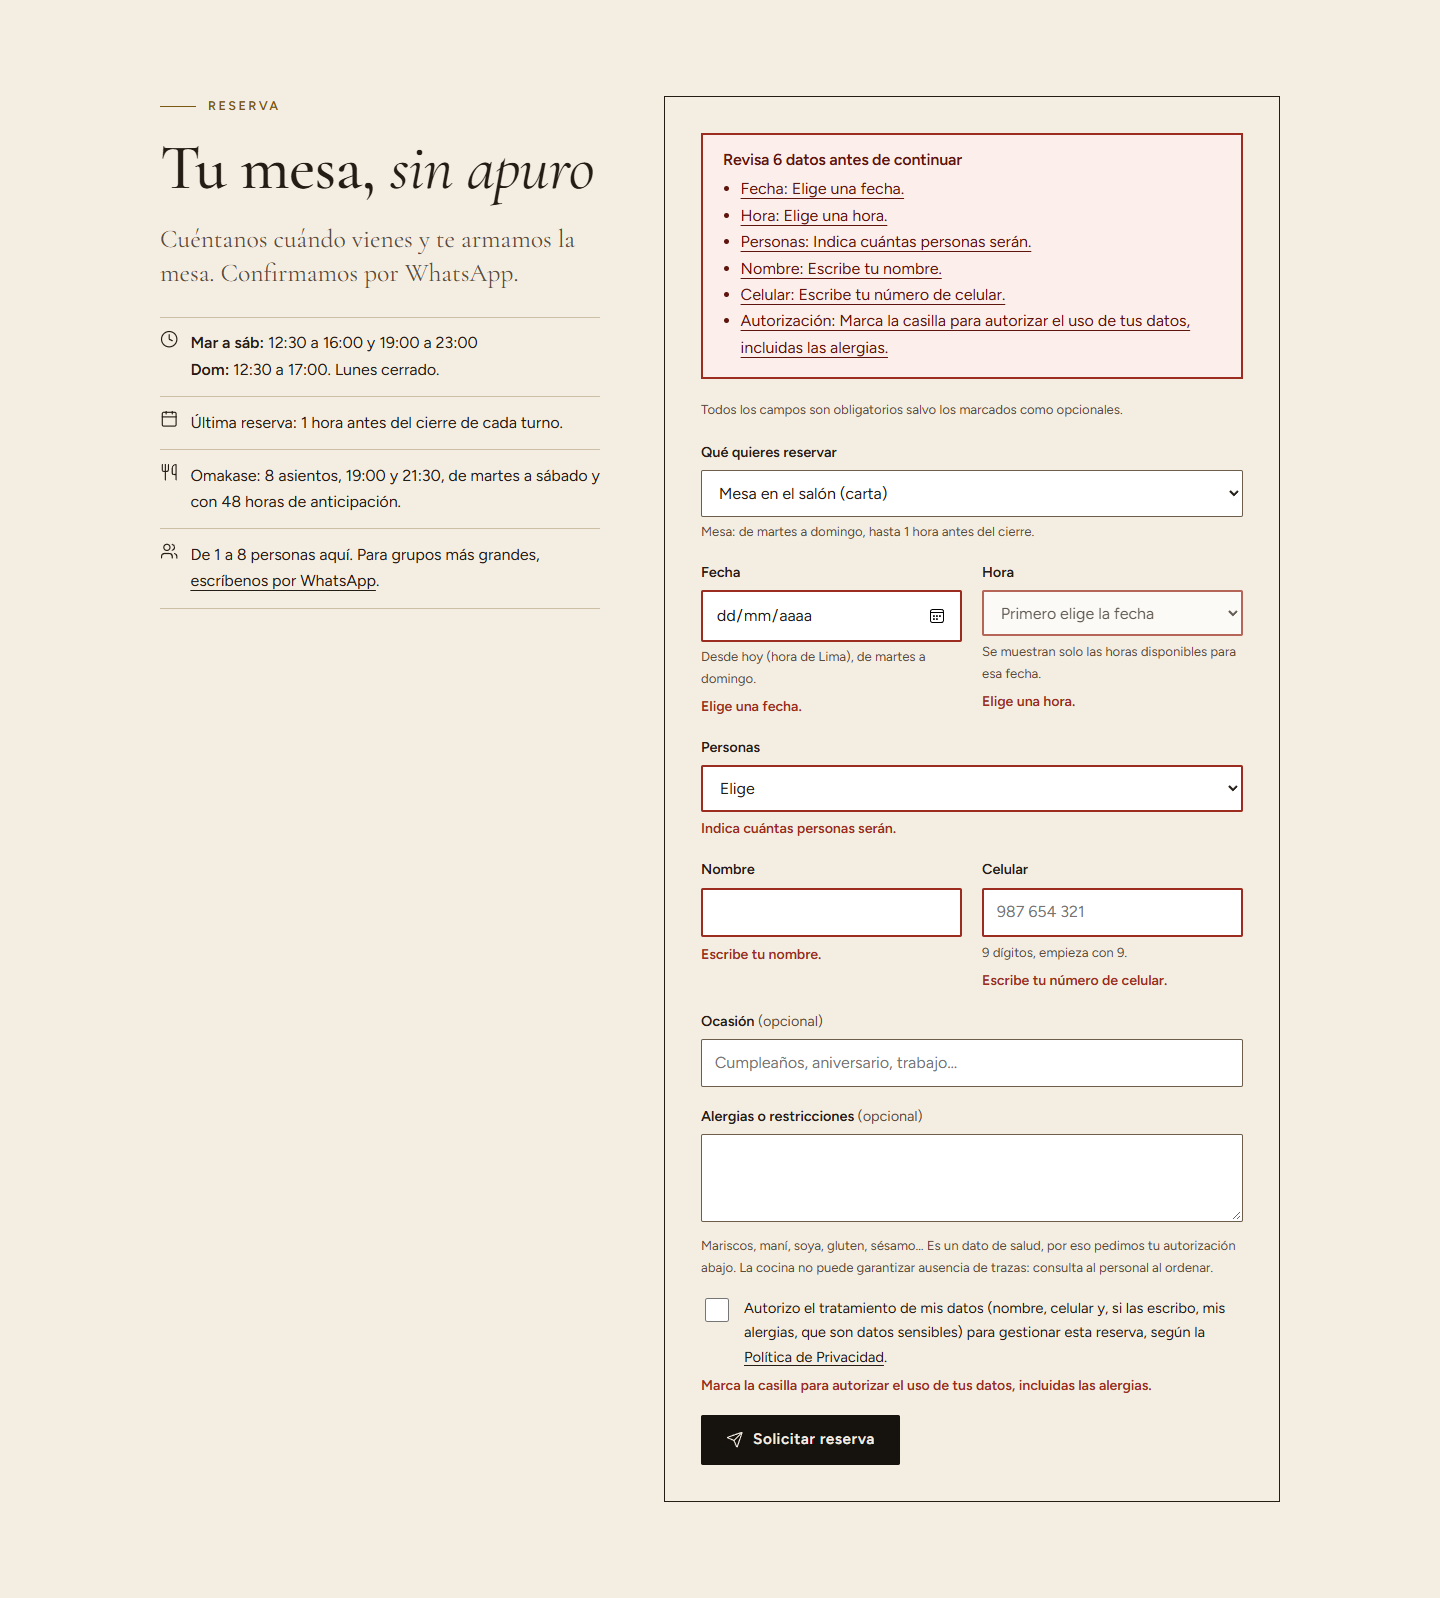 RESERVA
Tu mesa, sin apuro
Cuéntanos cuándo vienes y te armamos la
mesa. Confirmamos por WhatsApp.
Mar a sáb: 12:30 a 16:00 y 19:00 a 23:00
Dom: 12:30 a 17:00. Lunes cerrado.
Última reserva: 1 hora antes del cierre de cada turno.
Omakase: 8 asientos, 19:00 y 21:30, de martes a sábado y
con 48 horas de anticipación.
De 1 a 8 personas aquí. Para grupos más grandes,
escríbenos por WhatsApp.
Revisa 6 datos antes de continuar
Fecha: Elige una fecha.
Hora: Elige una hora.
Personas: Indica cuántas personas serán.
Nombre: Escribe tu nombre.
Celular: Escribe tu número de celular.
Autorización: Marca la casilla para autorizar el uso de tus datos,
incluidas las alergias.
Todos los campos son obligatorios salvo los marcados como opcionales.
Qué quieres reservar
Mesa en el salón (carta)
Mesa: de martes a domingo, hasta 1 hora antes del cierre.
Fecha
dd/mm/aaaa
Desde hoy (hora de Lima), de martes a
domingo.
Elige una fecha.
Hora
Primero elige la fecha
Se muestran solo las horas disponibles para
esa fecha.
Elige una hora.
Personas
Elige
Indica cuántas personas serán.
Nombre
Escribe tu nombre.
Celular
987 654 321
9 dígitos, empieza con 9.
Escribe tu número de celular.
Ocasión (opcional)
Cumpleaños, aniversario, trabajo...
Alergias o restricciones (opcional)
Mariscos, maní, soya, gluten, sésamo... Es un dato de salud, por eso pedimos tu autorización
abajo. La cocina no puede garantizar ausencia de trazas: consulta al personal al ordenar.
Autorizo el tratamiento de mis datos (nombre, celular y, si las escribo, mis
alergias, que son datos sensibles) para gestionar esta reserva, según la
Política de Privacidad.
Marca la casilla para autorizar el uso de tus datos, incluidas las alergias.
Solicitar reserva